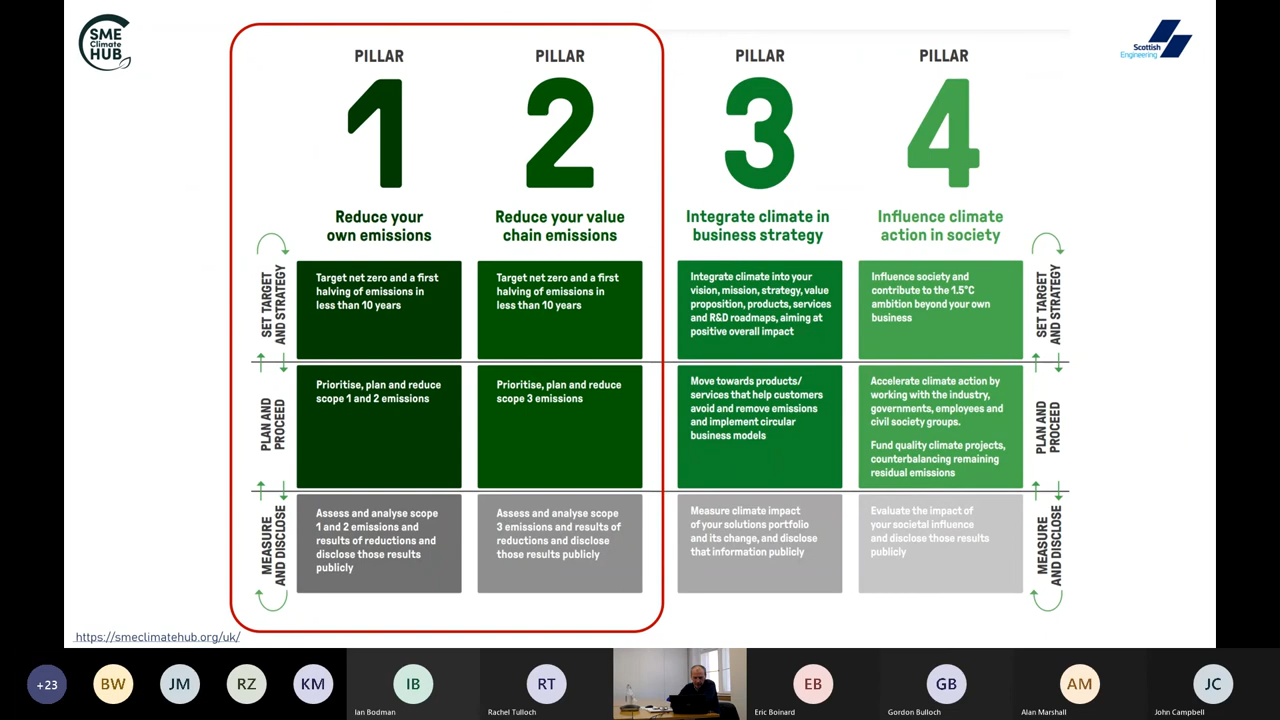 SME
Climate
HUB
Scottish
Engineering
PILLAR
1
Reduce your
own emissions
PILLAR
2
Reduce your value
chain emissions
PILLAR
3
Integrate climate in
business strategy
PILLAR
4
Influence climate
action in society
SET TARGET
AND STRATEGY
Target net zero and a first
halving of emissions in
less than 10 years
Target net zero and a first
halving of emissions in
less than 10 years
Integrate climate into your
vision, mission, strategy, value
proposition, products, services
and R&D roadmaps, aiming at
positive overall impact
Influence society and
contribute to the 1.5°C
ambition beyond your own
business
SET TARGET
AND STRATEGY
PLAN AND
PROCEED
Prioritise, plan and reduce
scope 1 and 2 emissions
Prioritise, plan and reduce
scope 3 emissions
Move towards products/
services that help customers
avoid and remove emissions
and implement circular
business models
Accelerate climate action by
working with the industry,
governments, employees and
civil society groups.
Fund quality climate projects,
counterbalancing remaining
residual emissions
PLAN AND
PROCEED
MEASURE
AND DISCLOSE
Assess and analyse scope
1 and 2 emissions and
results of reductions and
disclose those results
publicly
Assess and analyse scope
3 emissions and results of
reductions and disclose
those results publicly
Measure climate impact
of your solutions portfolio
and its change, and disclose
that information publicly
Evaluate the impact of
your societal influence
and disclose those results
publicly
MEASURE
AND DISCLOSE
https://smeclimatehub.org/uk/
+23
BW
JM
RZ
KM
IB
Ian Bodman
RT
Rachel Tulloch
EB
Eric Boinard
GB
Gordon Bulloch
AM
Alan Marshall
JC
John Campbell